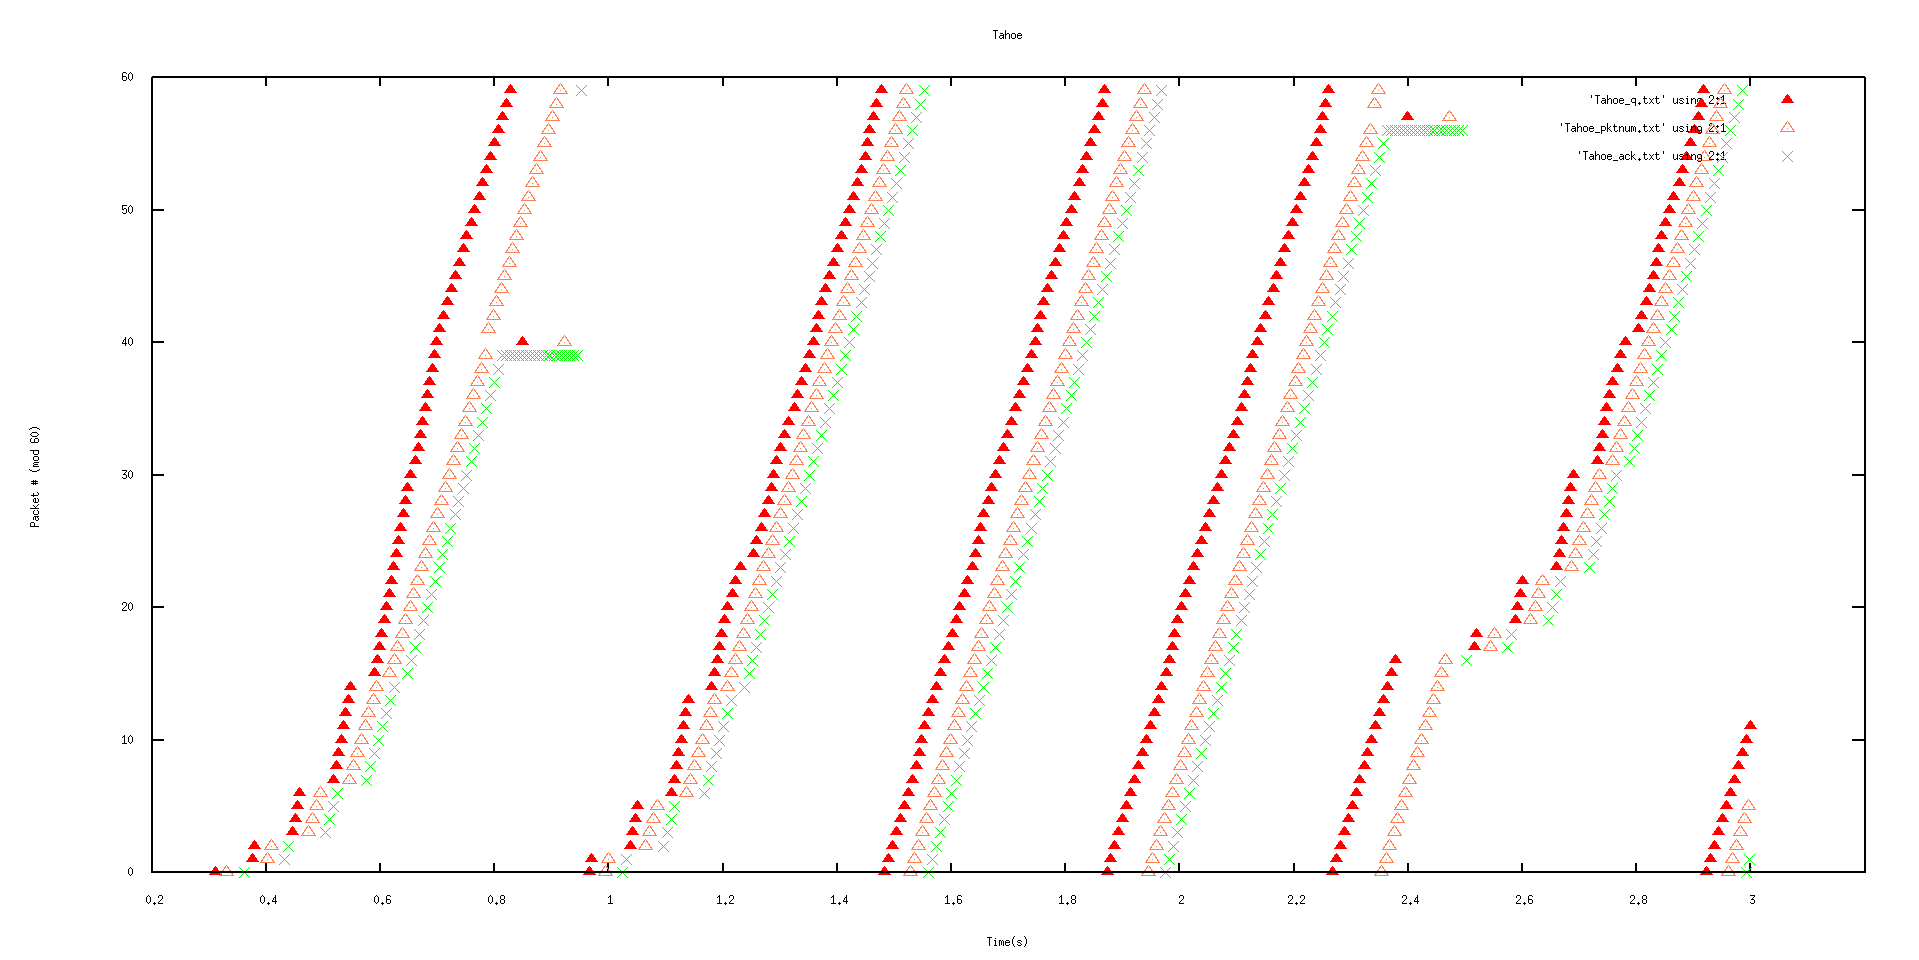 Tahoe
60
50
40
30
20
10
0
Packet # (mod 60)
'Tahoe_q.txt' using 2:1
'Tahoe_pktnum.txt' using 2:1
'Tahoe_ack.txt' using 2:1
0.2 0.4 0.6 0.8 1 1.2 1.4 1.6 1.8 2 2.2 2.4 2.6 2.8 3
Time(s)